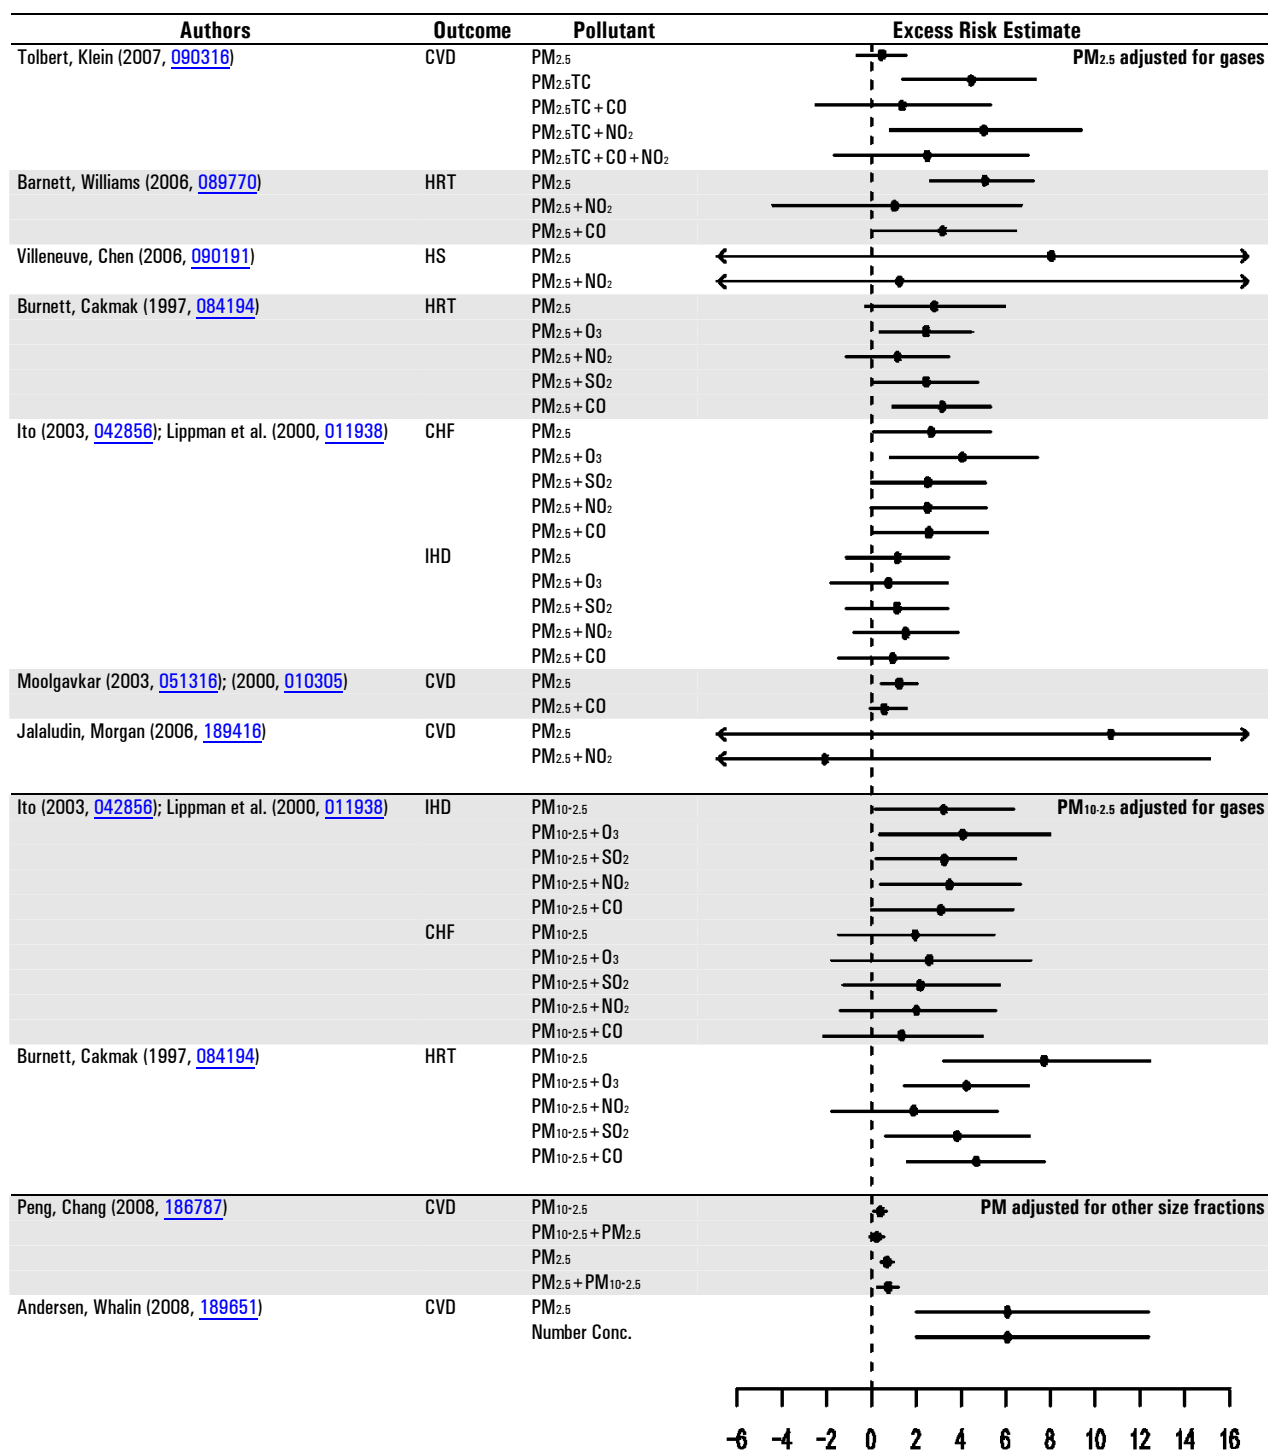 Authors Outcome Pollutant Excess Risk Estimate
Tolbert, Klein (2007, 090316) CVD PM2.5 PM2.5 adjusted for gases
PM2.5TC
PM2.5TC + CO
PM2.5TC + NO2
PM2.5TC + CO + NO2
Barnett, Williams (2006, 089770) HRT PM2.5
PM2.5 + NO2
PM2.5 + CO
Villeneuve, Chen (2006, 090191) HS PM2.5
PM2.5 + NO2
Burnett, Cakmak (1997, 084194) HRT PM2.5
PM2.5 + O3
PM2.5 + NO2
PM2.5 + SO2
PM2.5 + CO
Ito (2003, 042856); Lippman et al. (2000, 011938) CHF PM2.5
PM2.5 + O3
PM2.5 + SO2
PM2.5 + NO2
PM2.5 + CO
IHD PM2.5
PM2.5 + O3
PM2.5 + SO2
PM2.5 + NO2
PM2.5 + CO
Moolgavkar (2003, 051316); (2000, 010305) CVD PM2.5
PM2.5 + CO
Jalaludin, Morgan (2006, 189416) CVD PM2.5
PM2.5 + NO2
Ito (2003, 042856); Lippman et al. (2000, 011938) IHD PM10-2.5 PM10-2.5 adjusted for gases
PM10-2.5 + O3
PM10-2.5 + SO2
PM10-2.5 + NO2
PM10-2.5 + CO
CHF PM10-2.5
PM10-2.5 + O3
PM10-2.5 + SO2
PM10-2.5 + NO2
PM10-2.5 + CO
Burnett, Cakmak (1997, 084194) HRT PM10-2.5
PM10-2.5 + O3
PM10-2.5 + NO2
PM10-2.5 + SO2
PM10-2.5 + CO
Peng, Chang (2008, 186787) CVD PM10-2.5 PM adjusted for other size fractions
PM10-2.5 + PM2.5
PM2.5
PM2.5 + PM10-2.5
Andersen, Whalin (2008, 189651) CVD PM2.5
Number Conc.
-6 -4 -2 0 2 4 6 8 10 12 14 16